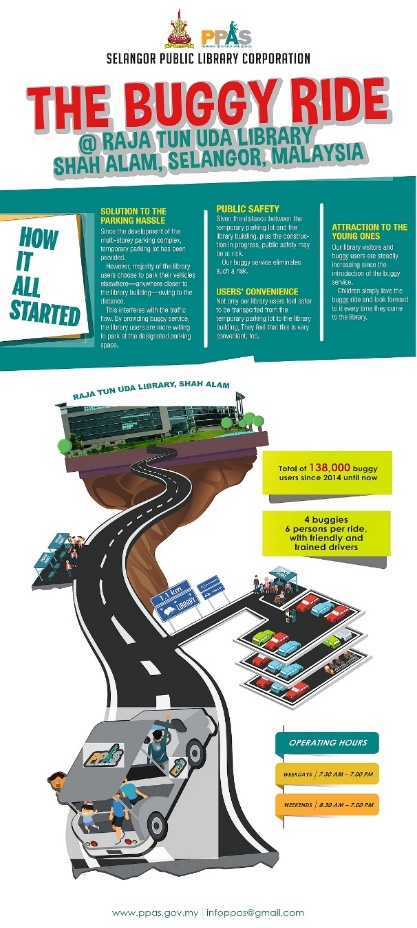 PPAS
SELANGOR PUBLIC LIBRARY CORPORATION
THE BUGGY RIDE
@ RAJA TUN UDA LIBRARY
SHAH ALAM, SELANGOR, MALAYSIA
HOW
IT
ALL
STARTED
SOLUTION TO THE
PARKING HASSLE
Since the development of the
multi-storey parking complex,
temporary parking lot has been
provided.
However, majority of the library
users choose to park their vehicles
elsewhere—anywhere closer to
the library building—owing to the
distance.
This interferes with the traffic
flow. By providing buggy service,
the library users are more willing
to park at the designated parking
space.
PUBLIC SAFETY
Given the distance between the
temporary parking lot and the
library building, plus the construc-
tion in progress, public safety may
be at risk.
Our buggy service eliminates
such a risk.
USERS' CONVENIENCE
Not only our library users feel safer
to be transported from the
temporary parking lot to the library
building, They feel that this is very
convenient, too.
ATTRACTION TO THE
YOUNG ONES
Our library visitors and
buggy users are steadily
increasing since the
introduction of the buggy
service.
Children simply love the
buggy ride and look forward
to it every time they come
to the library.
RAJA TUN UDA LIBRARY, SHAH ALAM
Total of 138,000 buggy
users since 2014 until now
4 buggies
6 persons per ride,
with friendly and
trained drivers
1.1 km
LIBRARY
PPAS
OPERATING HOURS
WEEKDAYS | 7.30 AM – 7.00 PM
WEEKENDS | 8.30 AM – 7.00 PM
www.ppas.gov.my | infoppas@gmail.com